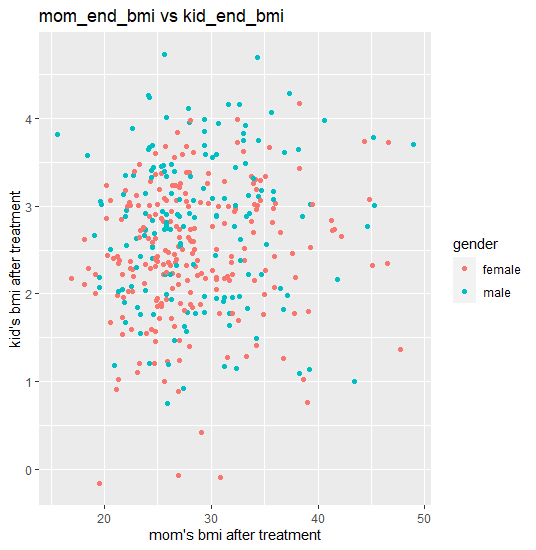 mom_end_bmi vs kid_end_bmi
4
3
2
1
0
kid's bmi after treatment
20
30
40
50
mom's bmi after treatment
gender
female
male